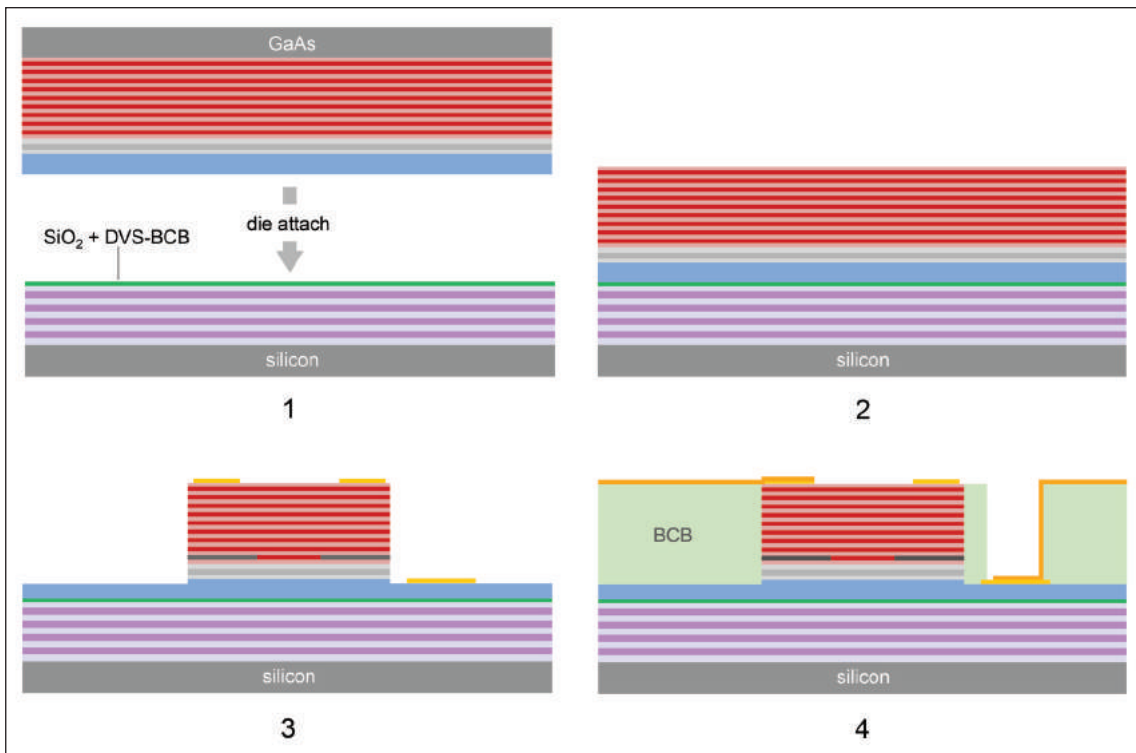 GaAs
die attach
SiO₂ + DVS-BCB
silicon
1
silicon
2
silicon
3
BCB
silicon
4